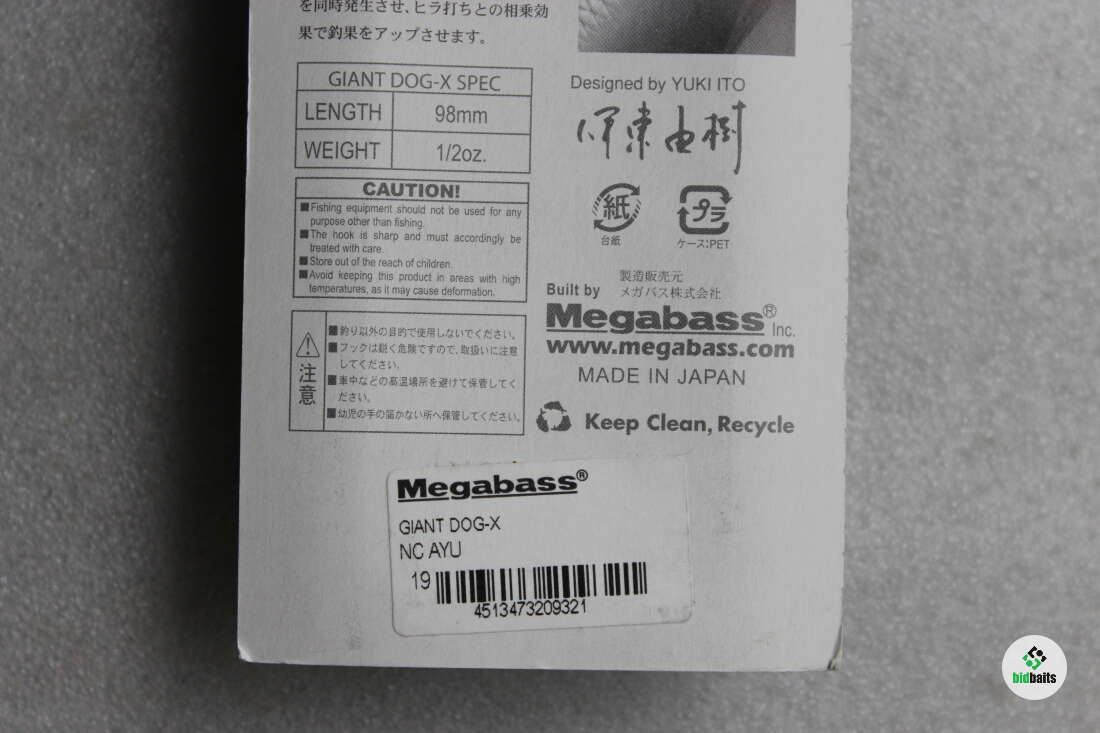 を同時発生させ、ヒラ打ちとの相乗効
果で釣果をアップさせます。
GIANT DOG-X SPEC
LENGTH 98mm
WEIGHT 1/2oz.
CAUTION!
■Fishing equipment should not be used for any
purpose other than fishing.
■The hook is sharp and must accordingly be
treated with care.
■Store out of the reach of children.
■Avoid keeping this product in areas with high
temperatures, as it may cause deformation.
注意
■釣り以外の目的で使用しないでください。
■フックは鋭く危険ですので、取扱いに注意
してください。
■車中などの高温場所を避けて保管してく
ださい。
■幼児の手の届かない所へ保管してください。
Designed by YUKI ITO
伊東由樹
紙
台紙
プラ
ケース:PET
製造販売元
Built by メガバス株式会社
Megabass® Inc.
www.megabass.com
MADE IN JAPAN
Keep Clean, Recycle
Megabass®
GIANT DOG-X
NC AYU
19
4513473209321
bidbaits